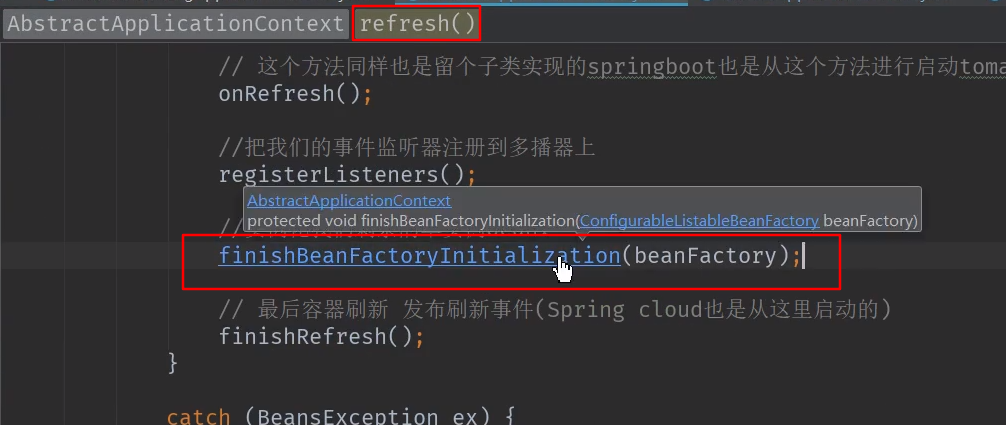 AbstractApplicationContext refresh()
// 这个方法同样也是留个子类实现的springboot也是从这个方法进行启动toma
onRefresh();
//把我们的事件监听器注册到多播器上
registerListeners();
AbstractApplicationContext
protected void finishBeanFactoryInitialization(ConfigurableListableBeanFactory beanFactory)
finishBeanFactoryInitialization(beanFactory);
// 最后容器刷新 发布刷新事件(Spring cloud也是从这里启动的)
finishRefresh();
}
catch (BeansException ex) {